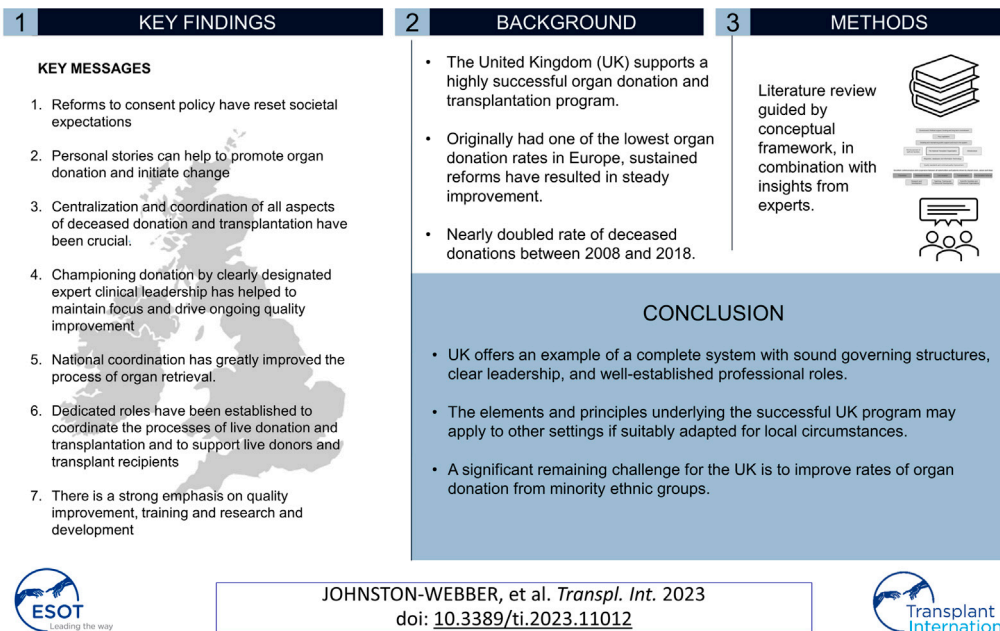 1
KEY FINDINGS
KEY MESSAGES
1. Reforms to consent policy have reset societal
expectations
2. Personal stories can help to promote organ
donation and initiate change
3. Centralization and coordination of all aspects
of deceased donation and transplantation have
been crucial.
4. Championing donation by clearly designated
expert clinical leadership has helped to
maintain focus and drive ongoing quality
improvement
5. National coordination has greatly improved the
process of organ retrieval.
6. Dedicated roles have been established to
coordinate the processes of live donation and
transplantation and to support live donors and
transplant recipients
7. There is a strong emphasis on quality
improvement, training and research and
development
2
BACKGROUND
• The United Kingdom (UK) supports a
highly successful organ donation and
transplantation program.
• Originally had one of the lowest organ
donation rates in Europe, sustained
reforms have resulted in steady
improvement.
• Nearly doubled rate of deceased
donations between 2008 and 2018.
3
METHODS
Literature review
guided by
conceptual
framework, in
combination with
insights from
experts.
CONCLUSION
• UK offers an example of a complete system with sound governing structures,
clear leadership, and well-established professional roles.
• The elements and principles underlying the successful UK program may
apply to other settings if suitably adapted for local circumstances.
• A significant remaining challenge for the UK is to improve rates of organ
donation from minority ethnic groups.
ESOT
Leading the way
JOHNSTON-WEBBER, et al. Transpl. Int. 2023
doi: 10.3389/ti.2023.11012
Transplant
International